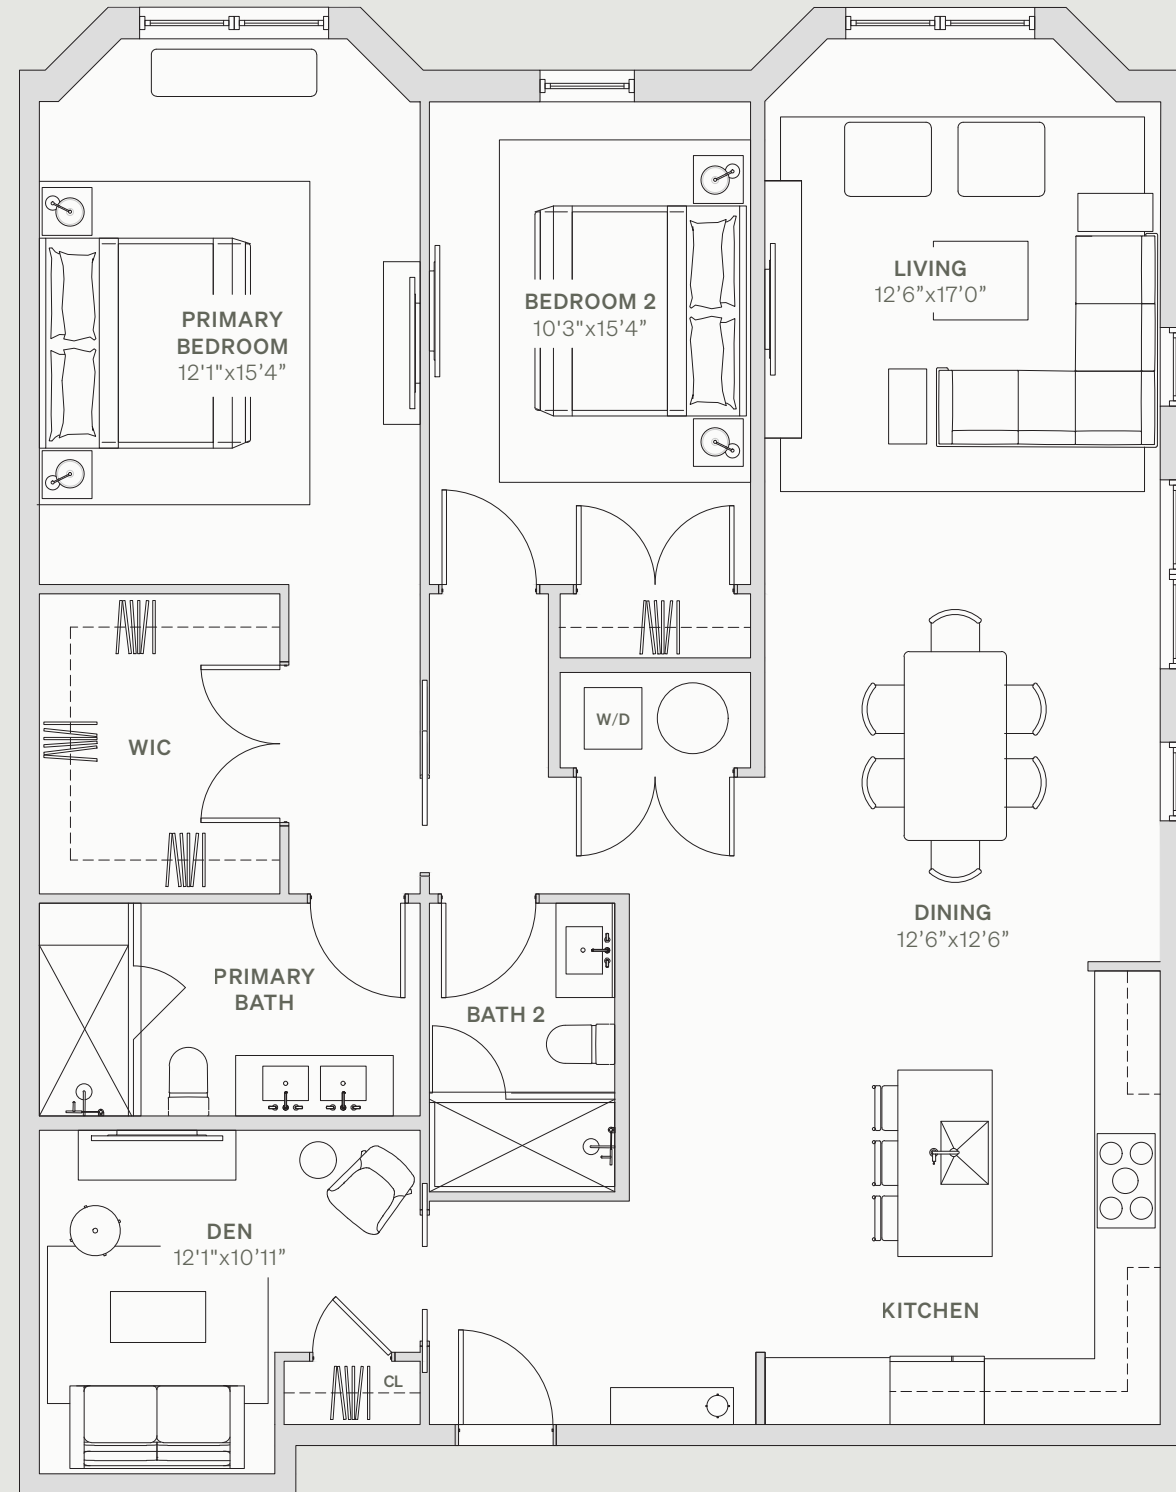 LIVING
12’6”x17’0”
BEDROOM 2
10'3"x15’4”
PRIMARY
BEDROOM
12'1"x15’4”
W/D
WIC
DINING
12’6”x12’6”
PRIMARY
BATH
BATH 2
DEN
12'1"x10’11”
KITCHEN
CL